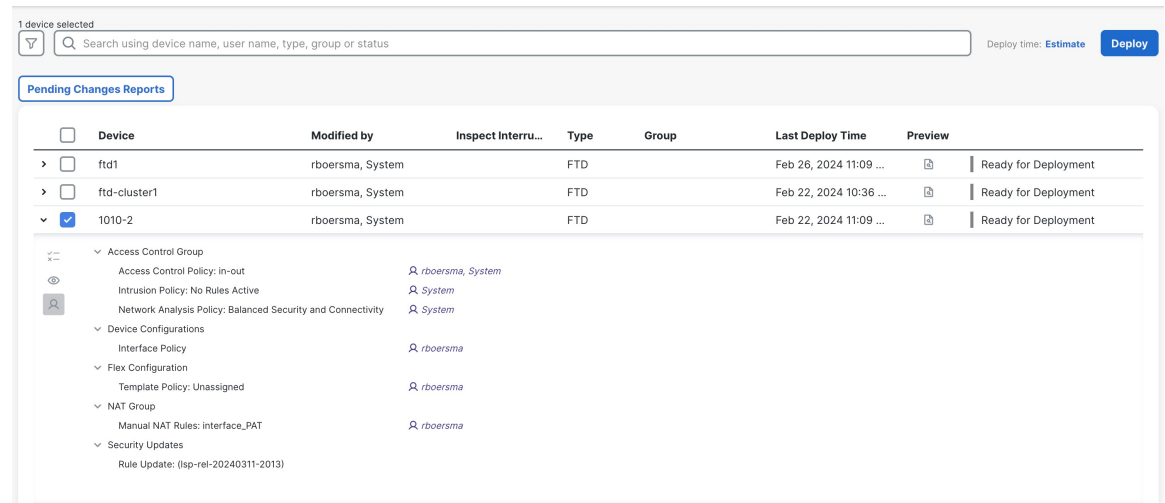 1 device selected
Search using device name, user name, type, group or status
Deploy time: Estimate
Deploy
Pending Changes Reports
Device Modified by Inspect Interru... Type Group Last Deploy Time Preview
ftd1 rboersma, System FTD Feb 26, 2024 11:09 ... Ready for Deployment
ftd-cluster1 rboersma, System FTD Feb 22, 2024 10:36 ... Ready for Deployment
1010-2 rboersma, System FTD Feb 22, 2024 11:09 ... Ready for Deployment
Access Control Group
Access Control Policy: in-out rboersma, System
Intrusion Policy: No Rules Active System
Network Analysis Policy: Balanced Security and Connectivity System
Device Configurations
Interface Policy rboersma
Flex Configuration
Template Policy: Unassigned rboersma
NAT Group
Manual NAT Rules: interface_PAT rboersma
Security Updates
Rule Update: (lsp-rel-20240311-2013)